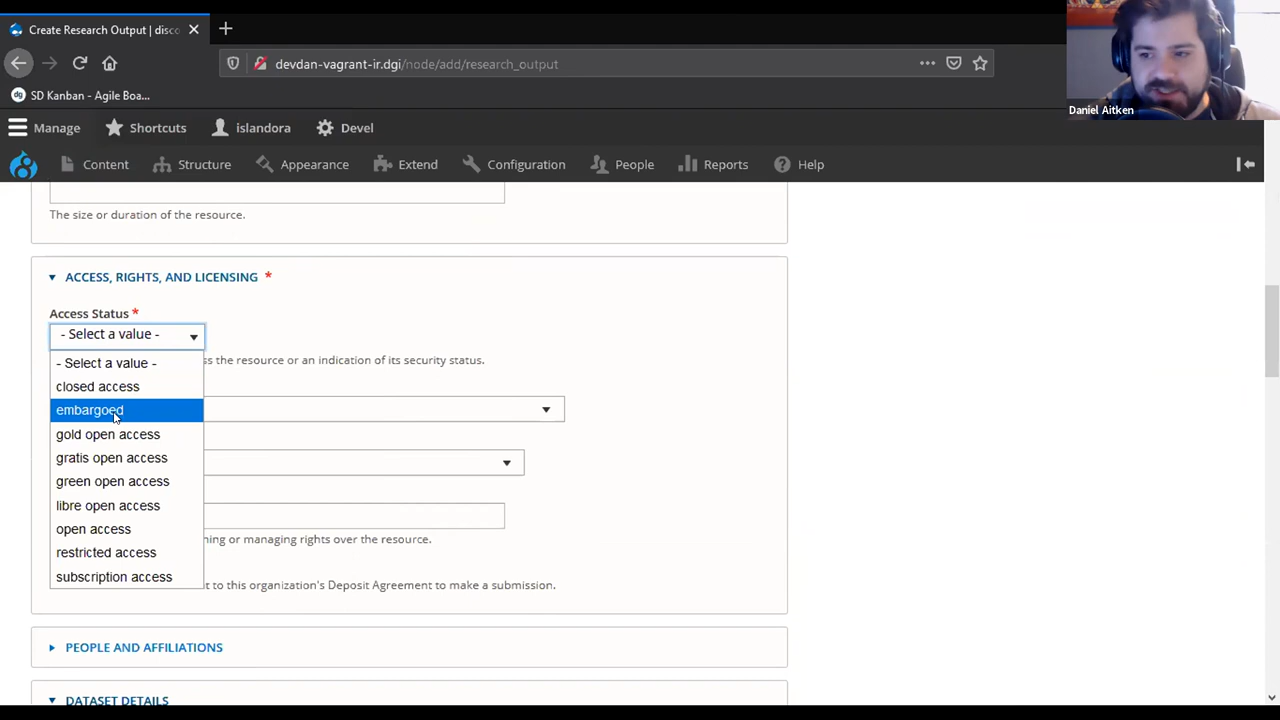 Create Research Output | disco
devdan-vagrant-ir.dgi/node/add/research_output
SD Kanban - Agile Boa...
Daniel Aitken
Manage Shortcuts islandora Devel
Content Structure Appearance Extend Configuration People Reports Help
The size or duration of the resource.
ACCESS, RIGHTS, AND LICENSING *
Access Status *
- Select a value -
ss the resource or an indication of its security status.
- Select a value -
closed access
embargoed
gold open access
gratis open access
green open access
libre open access
open access
restricted access
subscription access
ning or managing rights over the resource.
t to this organization's Deposit Agreement to make a submission.
PEOPLE AND AFFILIATIONS
DATASET DETAILS